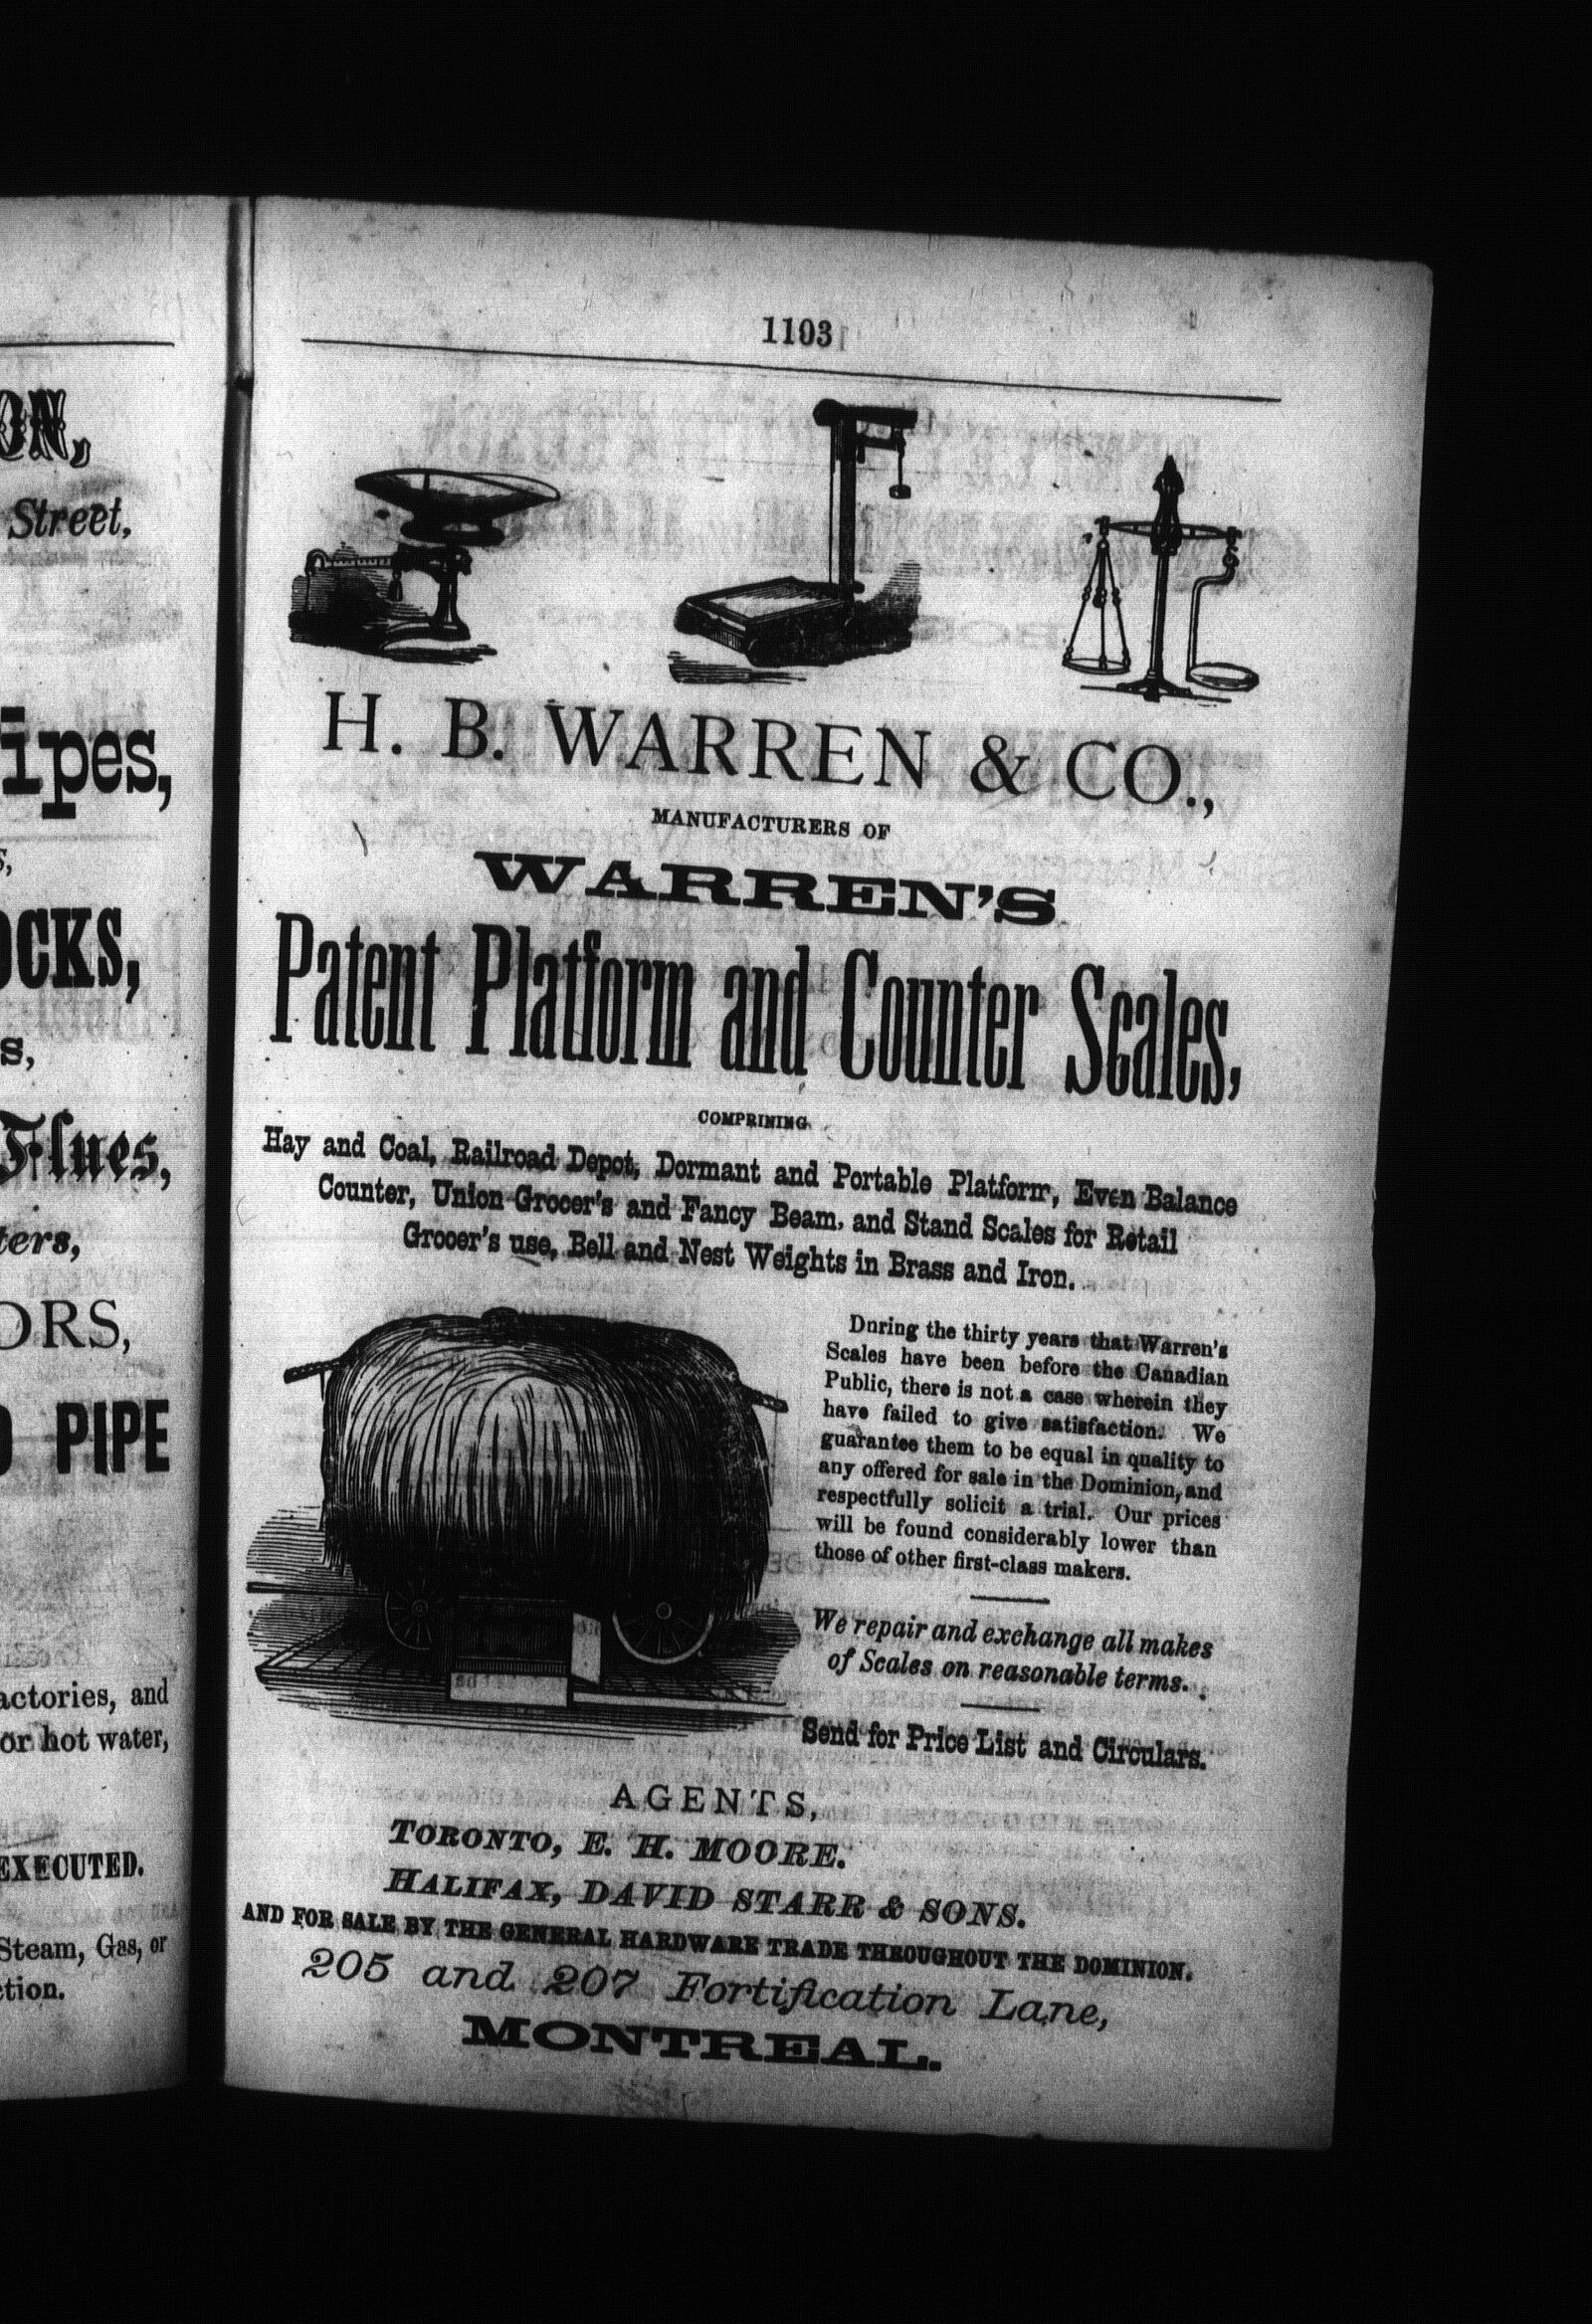 ON,
Street,
ipes,
s,
OCKS,
s,
Flues,
ters,
ORS,
D PIPE
actories, and
or hot water,
EXECUTED.
Steam, Gas, or
ction.
1103
H. B. WARREN & CO.,
MANUFACTURERS OF
WARREN'S
Patent Platform and Counter Scales,
COMPRINING
Hay and Coal, Railroad Depot, Dormant and Portable Platform, Even Balance
Counter, Union Grocer's and Fancy Beam, and Stand Scales for Retail
Grocer's use, Bell and Nest Weights in Brass and Iron.
During the thirty years that Warren's
Scales have been before the Canadian
Public, there is not a case wherein they
have failed to give satisfaction. We
guarantee them to be equal in quality to
any offered for sale in the Dominion, and
respectfully solicit a trial. Our prices
will be found considerably lower than
those of other first-class makers.
We repair and exchange all makes
of Scales on reasonable terms.
Send for Price List and Circulars.
AGENTS,
TORONTO, E. H. MOORE.
HALIFAX, DAVID STARR & SONS.
AND FOR SALE BY THE GENERAL HARDWARE TRADE THROUGHOUT THE DOMINION.
205 and 207 Fortification Lane,
MONTREAL.